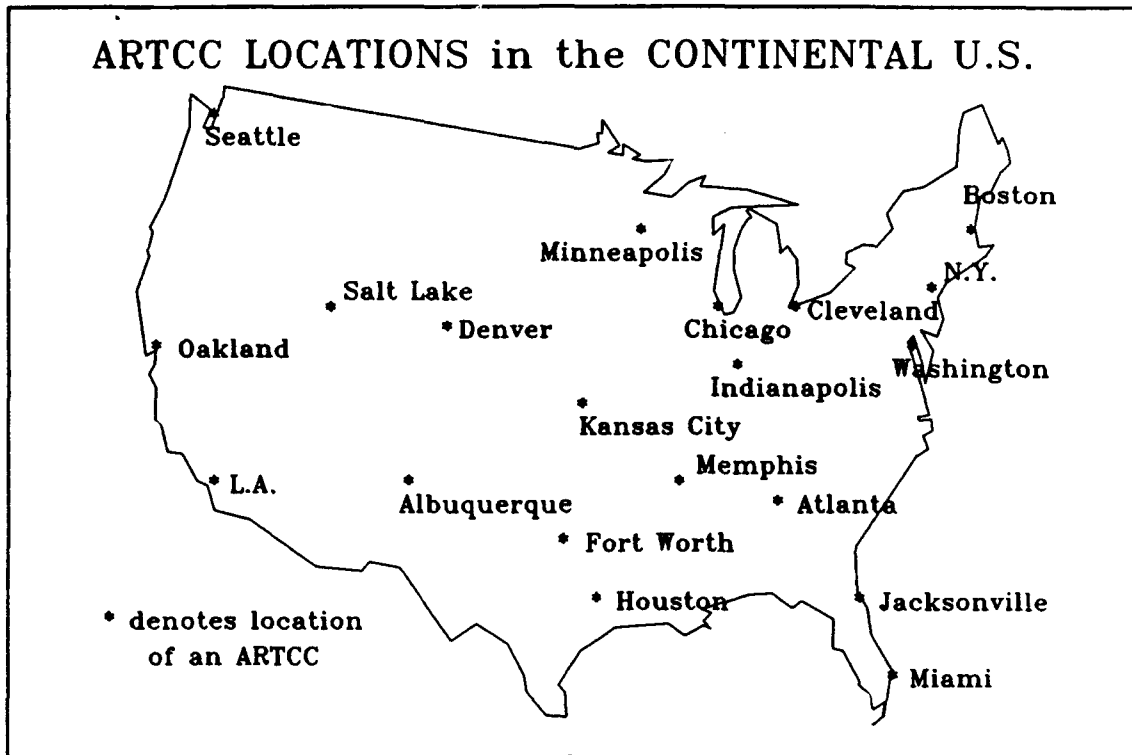 ARTCC LOCATIONS in the CONTINENTAL U.S.
Seattle
Boston
Minneapolis
N.Y.
Salt Lake
Denver
Chicago
Cleveland
Oakland
Washington
Indianapolis
Kansas City
Memphis
L.A.
Albuquerque
Atlanta
Fort Worth
Houston
Jacksonville
* denotes location
of an ARTCC
Miami